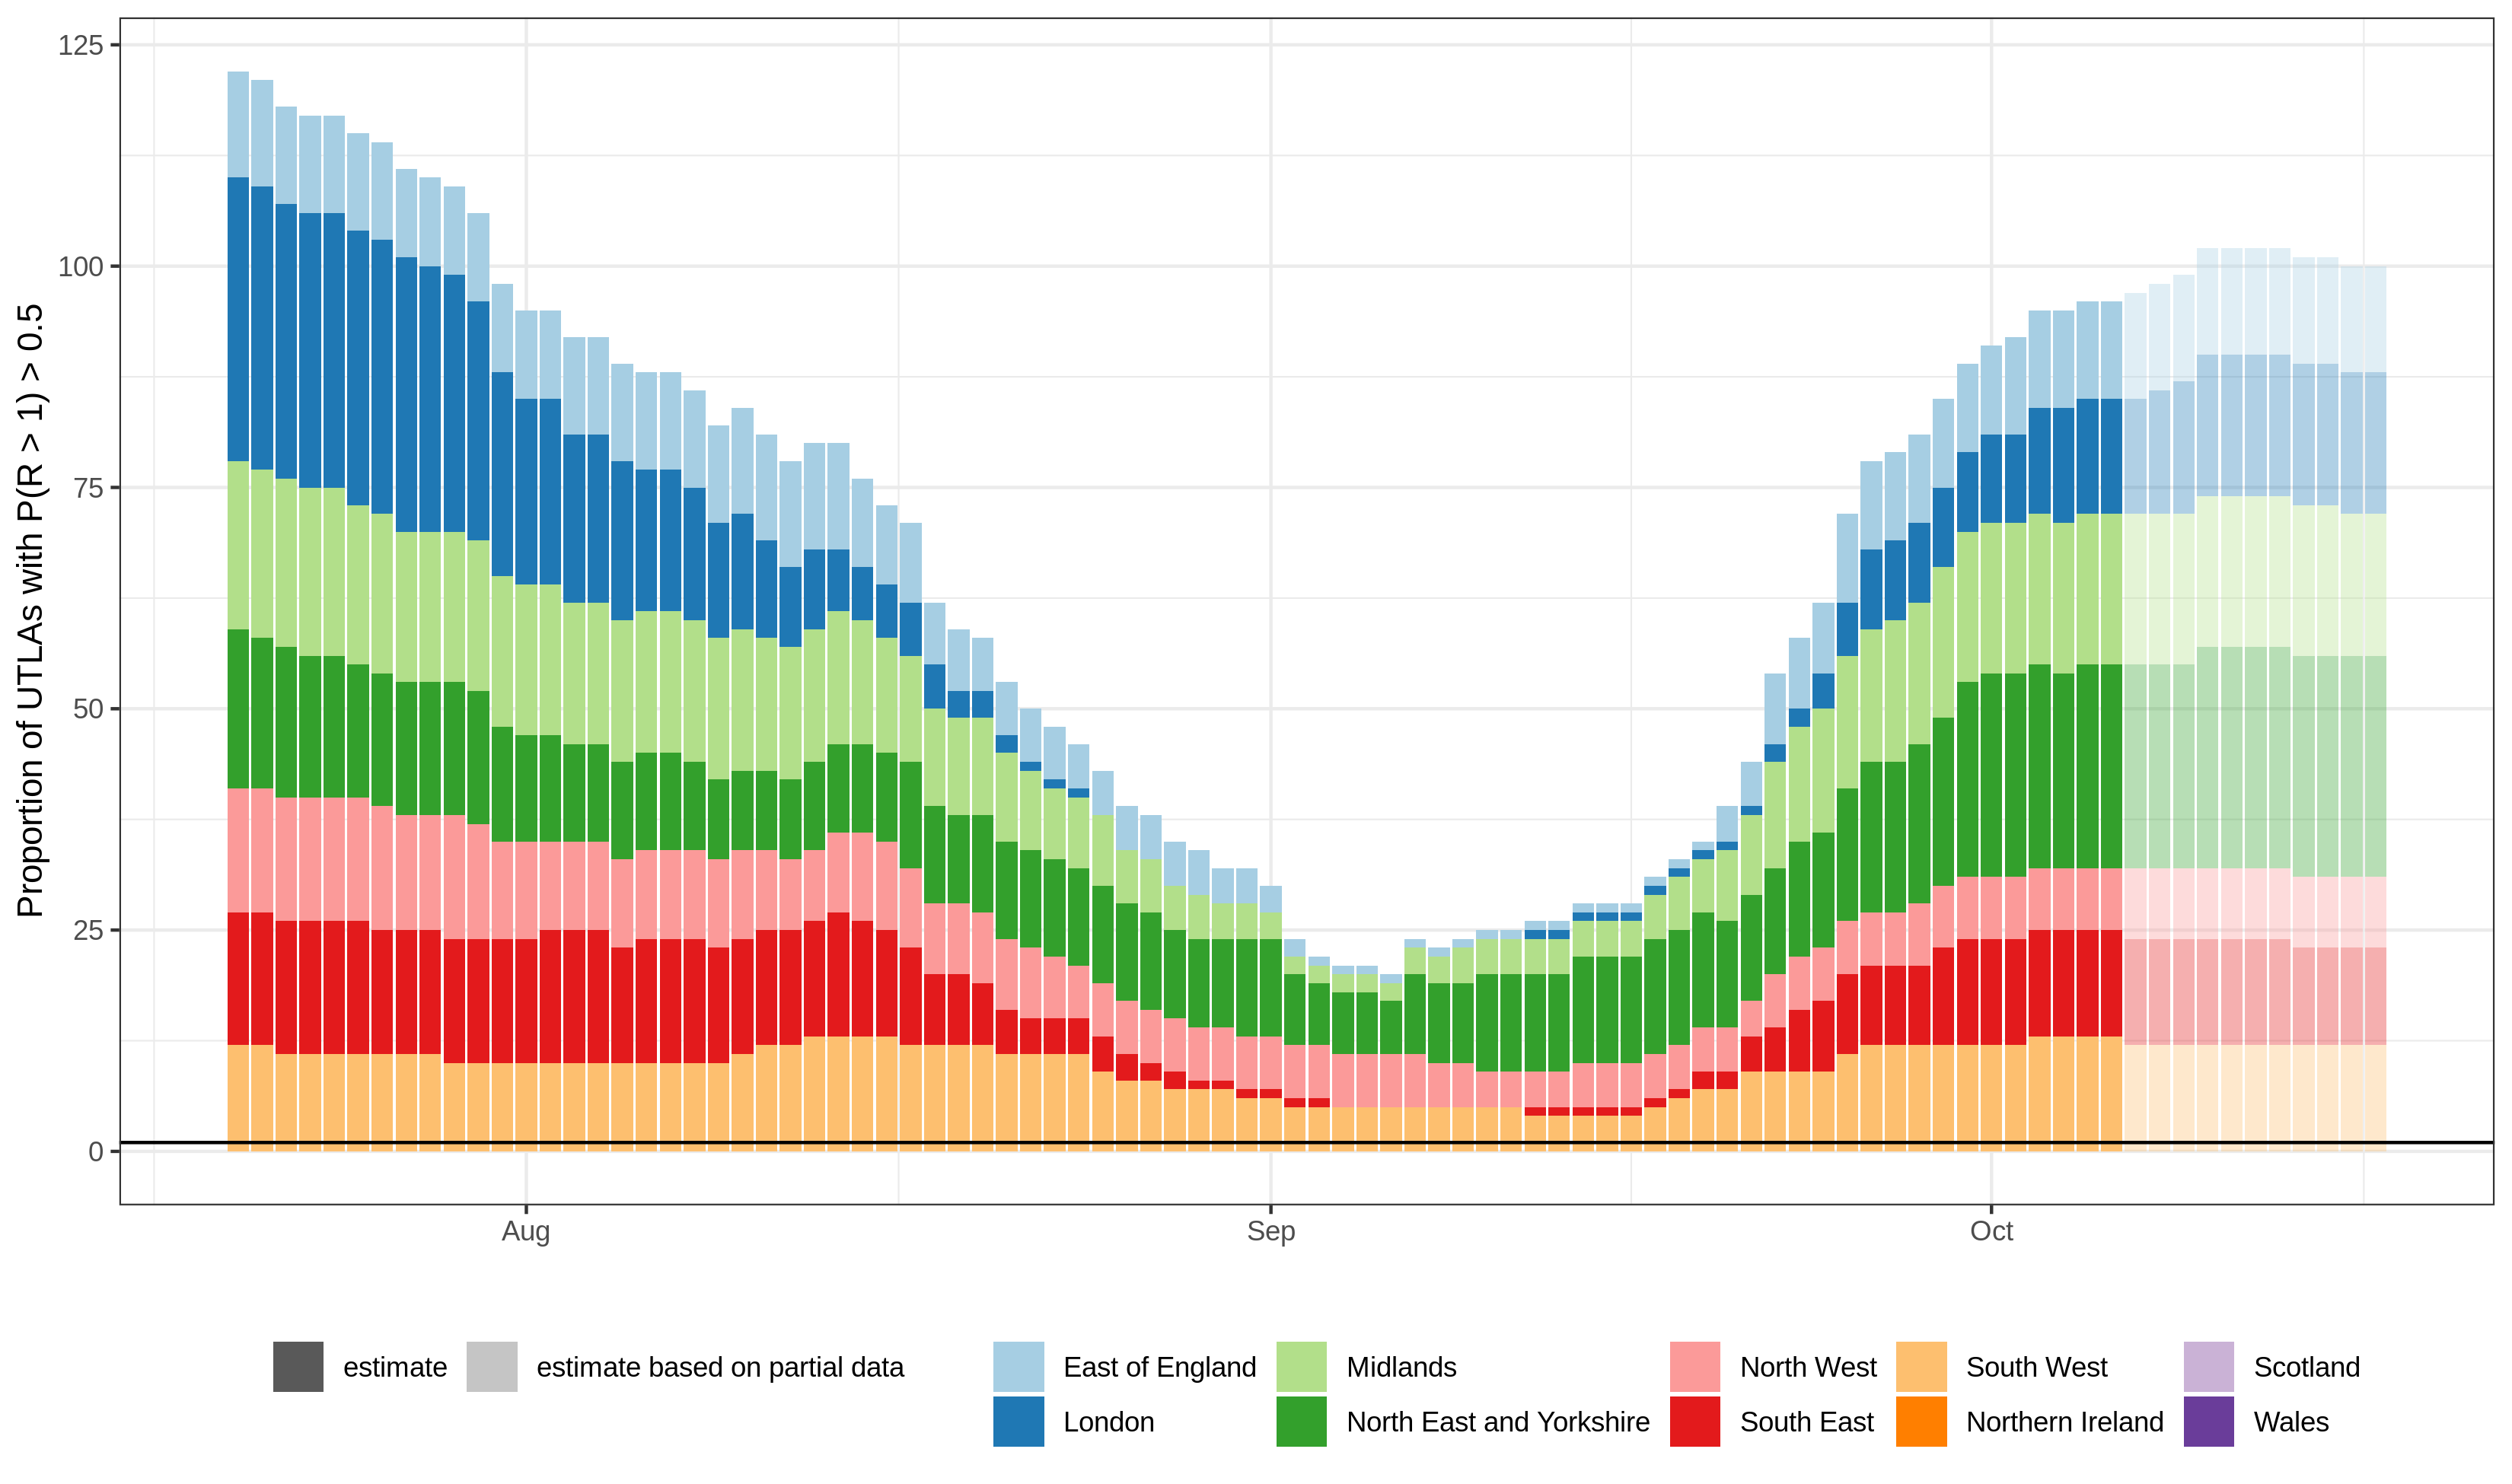 Proportion of UTLAs with P(R > 1) > 0.5
125
100
75
50
25
0
Aug Sep Oct
estimate estimate based on partial data East of England Midlands North West South West Scotland
London North East and Yorkshire South East Northern Ireland Wales